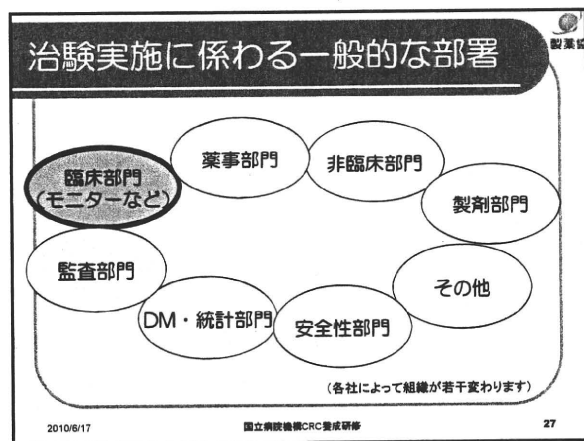 治験実施に係わる一般的な部署
製薬協
薬事部門
非臨床部門
臨床部門
(モニターなど)
製剤部門
監査部門
その他
DM・統計部門
安全性部門
(各社によって組織が若干変わります)
2010/6/17
国立病院機構CRC養成研修
27